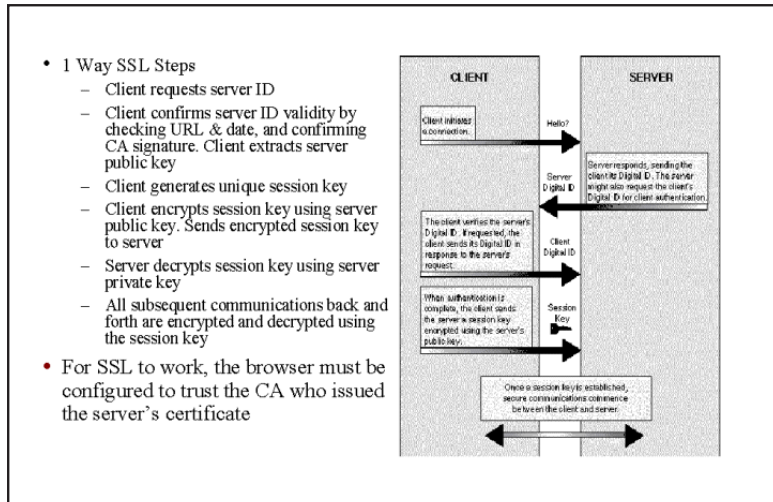 • 1 Way SSL Steps
– Client requests server ID
– Client confirms server ID validity by
checking URL & date, and confirming
CA signature. Client extracts server
public key
– Client generates unique session key
– Client encrypts session key using server
public key. Sends encrypted session key
to server
– Server decrypts session key using server
private key
– All subsequent communications back and
forth are encrypted and decrypted using
the session key
• For SSL to work, the browser must be
configured to trust the CA who issued
the server's certificate
CLIENT
SERVER
Client initiates
a connection.
Hello?
Server responds, sending the
client its Digital ID. The server
might also request the client's
Digital ID for client authentication.
Server
Digital ID
The client verifies the server's
Digital ID. If requested, the
client sends its Digital ID in
response to the server's
request.
Client
Digital ID
When authentication is
complete, the client sends
the server a session key
encrypted using the server's
public key.
Session
Key
Once a session key is established,
secure communications commence
between the client and server.